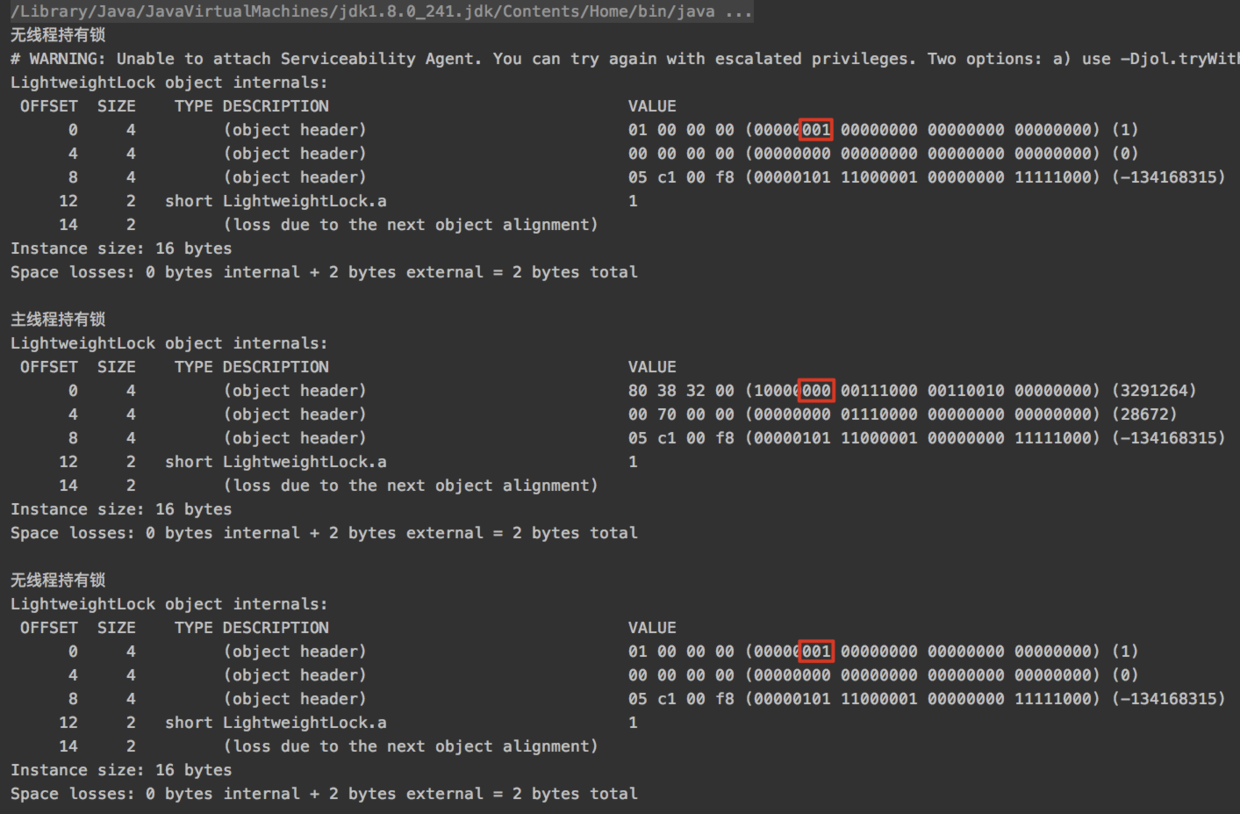 /Library/Java/JavaVirtualMachines/jdk1.8.0_241.jdk/Contents/Home/bin/java ...
无线程持有锁
# WARNING: Unable to attach Serviceability Agent. You can try again with escalated privileges. Two options: a) use -Djol.tryWith
LightweightLock object internals:
OFFSET SIZE TYPE DESCRIPTION VALUE
0 4 (object header) 01 00 00 00 (00000001 00000000 00000000 00000000) (1)
4 4 (object header) 00 00 00 00 (00000000 00000000 00000000 00000000) (0)
8 4 (object header) 05 c1 00 f8 (00000101 11000001 00000000 11111000) (-134168315)
12 2 short LightweightLock.a 1
14 2 (loss due to the next object alignment)
Instance size: 16 bytes
Space losses: 0 bytes internal + 2 bytes external = 2 bytes total
主线程持有锁
LightweightLock object internals:
OFFSET SIZE TYPE DESCRIPTION VALUE
0 4 (object header) 80 38 32 00 (10000000 00111000 00110010 00000000) (3291264)
4 4 (object header) 00 70 00 00 (00000000 01110000 00000000 00000000) (28672)
8 4 (object header) 05 c1 00 f8 (00000101 11000001 00000000 11111000) (-134168315)
12 2 short LightweightLock.a 1
14 2 (loss due to the next object alignment)
Instance size: 16 bytes
Space losses: 0 bytes internal + 2 bytes external = 2 bytes total
无线程持有锁
LightweightLock object internals:
OFFSET SIZE TYPE DESCRIPTION VALUE
0 4 (object header) 01 00 00 00 (00000001 00000000 00000000 00000000) (1)
4 4 (object header) 00 00 00 00 (00000000 00000000 00000000 00000000) (0)
8 4 (object header) 05 c1 00 f8 (00000101 11000001 00000000 11111000) (-134168315)
12 2 short LightweightLock.a 1
14 2 (loss due to the next object alignment)
Instance size: 16 bytes
Space losses: 0 bytes internal + 2 bytes external = 2 bytes total